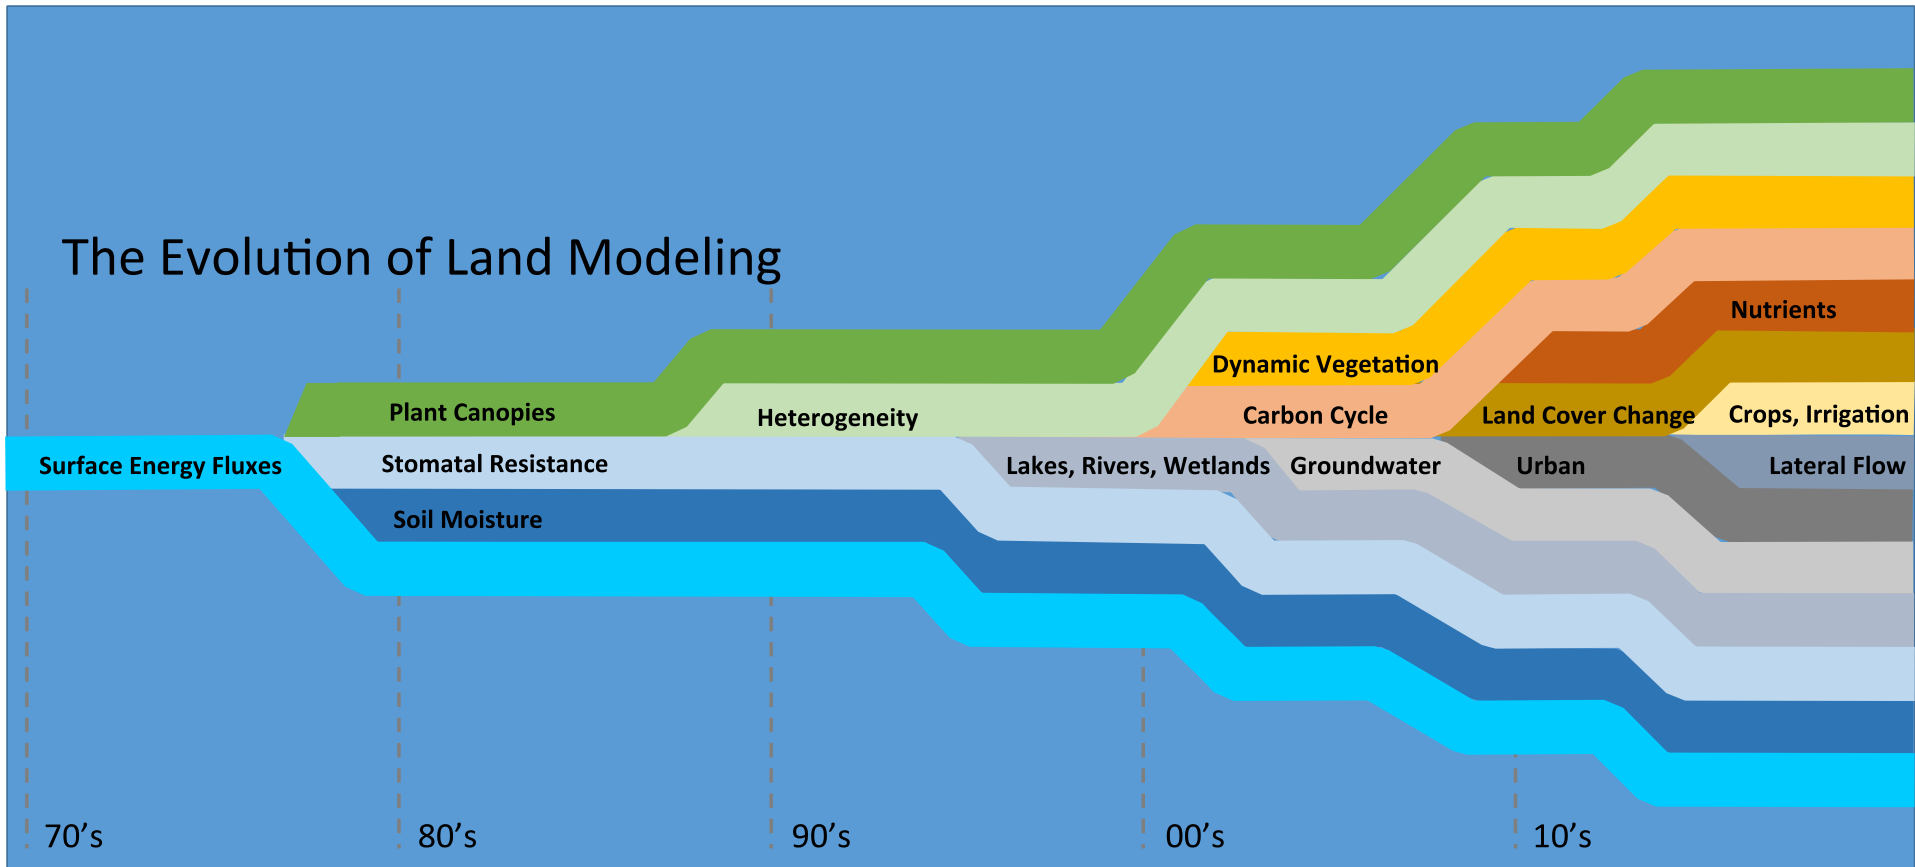 The Evolution of Land Modeling
Nutrients
Dynamic Vegetation
Plant Canopies
Heterogeneity
Carbon Cycle
Land Cover Change
Crops, Irrigation
Surface Energy Fluxes
Stomatal Resistance
Lakes, Rivers, Wetlands
Groundwater
Urban
Lateral Flow
Soil Moisture
70’s
80’s
90’s
00’s
10’s